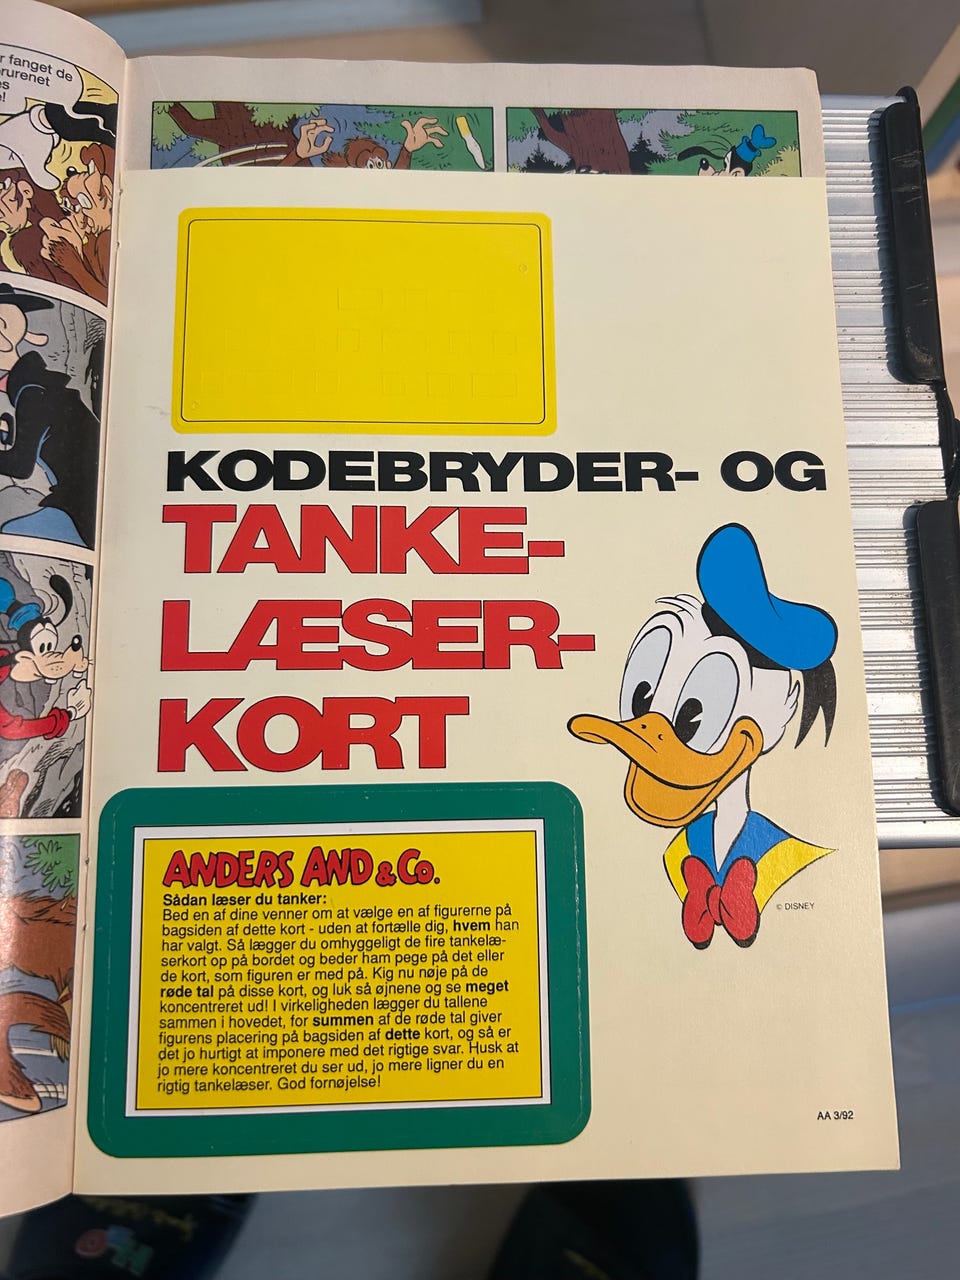 r fanget de
rurenet
s
!
KODEBRYDER- OG
TANKE-
LÆSER-
KORT
ANDERS AND & Co.
Sådan læser du tanker:
Bed en af dine venner om at vælge en af figurerne på
bagsiden af dette kort - uden at fortælle dig, hvem han
har valgt. Så lægger du omhyggeligt de fire tankelæ-
serkort op på bordet og beder ham pege på det eller
de kort, som figuren er med på. Kig nu nøje på de
røde tal på disse kort, og luk så øjnene og se meget
koncentreret ud! I virkeligheden lægger du tallene
sammen i hovedet, for summen af de røde tal giver
figurens placering på bagsiden af dette kort, og så er
det jo hurtigt at imponere med det rigtige svar. Husk at
jo mere koncentreret du ser ud, jo mere ligner du en
rigtig tankelæser. God fornøjelse!
© DISNEY
AA 3/92